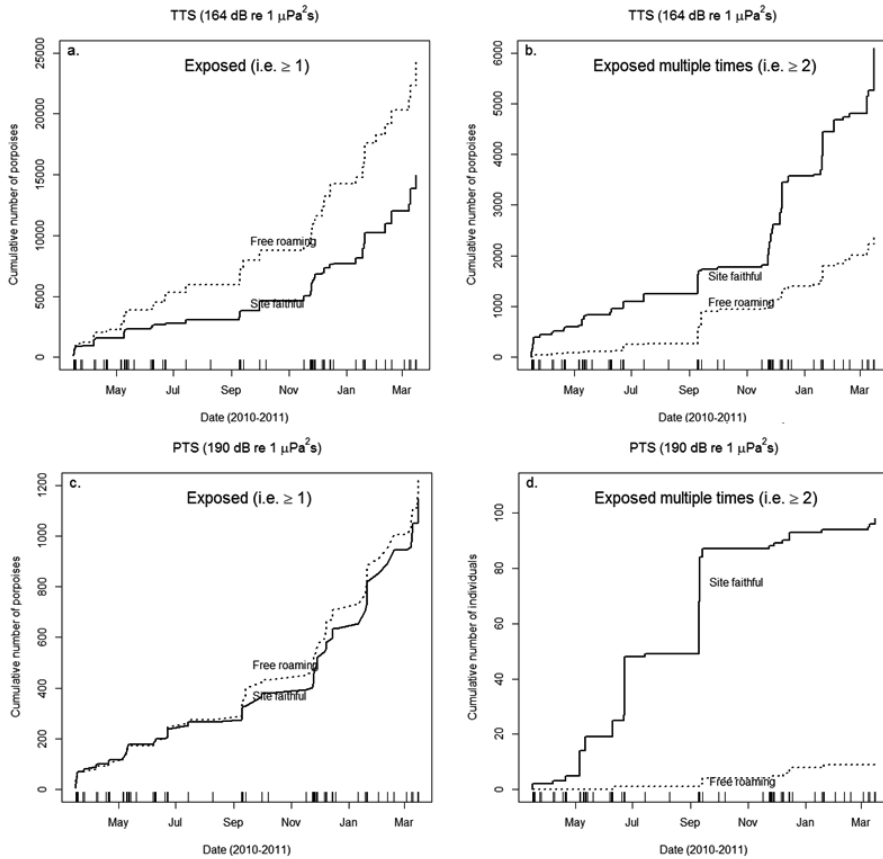 TTS (164 dB re 1 μPa²s)
a.
Exposed (i.e. ≥ 1)
25000
20000
15000
10000
5000
0
Cumulative number of porpoises
Free roaming
Site faithful
May Jul Sep Nov Jan Mar
Date (2010-2011)
TTS (164 dB re 1 μPa²s)
b.
Exposed multiple times (i.e. ≥ 2)
6000
5000
4000
3000
2000
1000
0
Cumulative number of porpoises
Site faithful
Free roaming
May Jul Sep Nov Jan Mar
Date (2010-2011)
PTS (190 dB re 1 μPa²s)
c.
Exposed (i.e. ≥ 1)
1200
1000
800
600
400
200
0
Cumulative number of porpoises
Free roaming
Site faithful
May Jul Sep Nov Jan Mar
Date (2010-2011)
PTS (190 dB re 1 μPa²s)
d.
Exposed multiple times (i.e. ≥ 2)
100
80
60
40
20
0
Cumulative number of individuals
Site faithful
Free roaming
May Jul Sep Nov Jan Mar
Date (2010-2011)